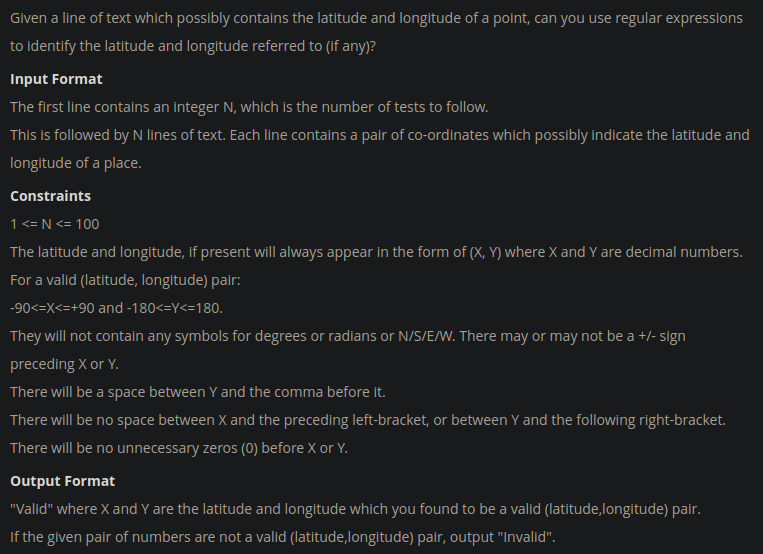 Given a line of text which possibly contains the latitude and longitude of a point, can you use regular expressions
to identify the latitude and longitude referred to (if any)?
Input Format
The first line contains an integer N, which is the number of tests to follow.
This is followed by N lines of text. Each line contains a pair of co-ordinates which possibly indicate the latitude and
longitude of a place.
Constraints
1 <= N <= 100
The latitude and longitude, if present will always appear in the form of (X, Y) where X and Y are decimal numbers.
For a valid (latitude, longitude) pair:
-90<=X<=+90 and -180<=Y<=180.
They will not contain any symbols for degrees or radians or N/S/E/W. There may or may not be a +/- sign
preceding X or Y.
There will be a space between Y and the comma before it.
There will be no space between X and the preceding left-bracket, or between Y and the following right-bracket.
There will be no unnecessary zeros (0) before X or Y.
Output Format
"Valid" where X and Y are the latitude and longitude which you found to be a valid (latitude,longitude) pair.
If the given pair of numbers are not a valid (latitude,longitude) pair, output "Invalid".